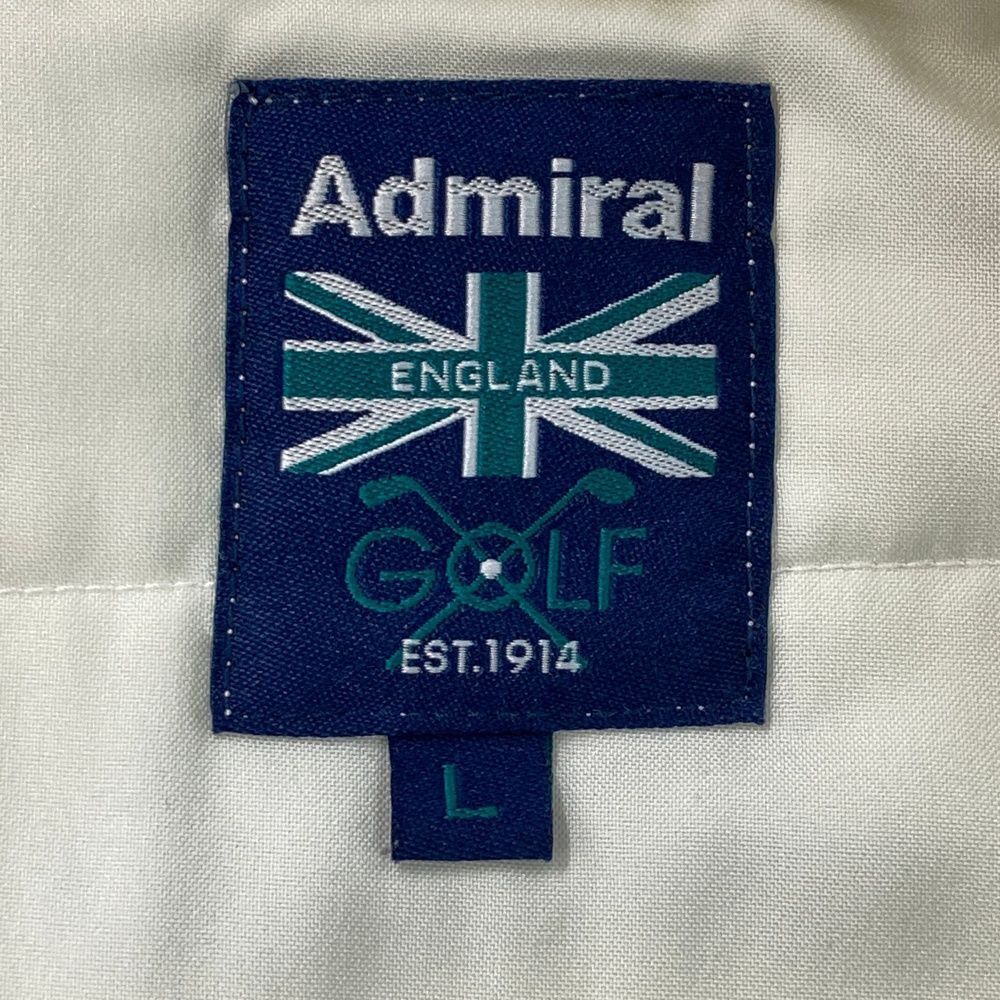 Admiral
ENGLAND
GOLF
EST.1914
L